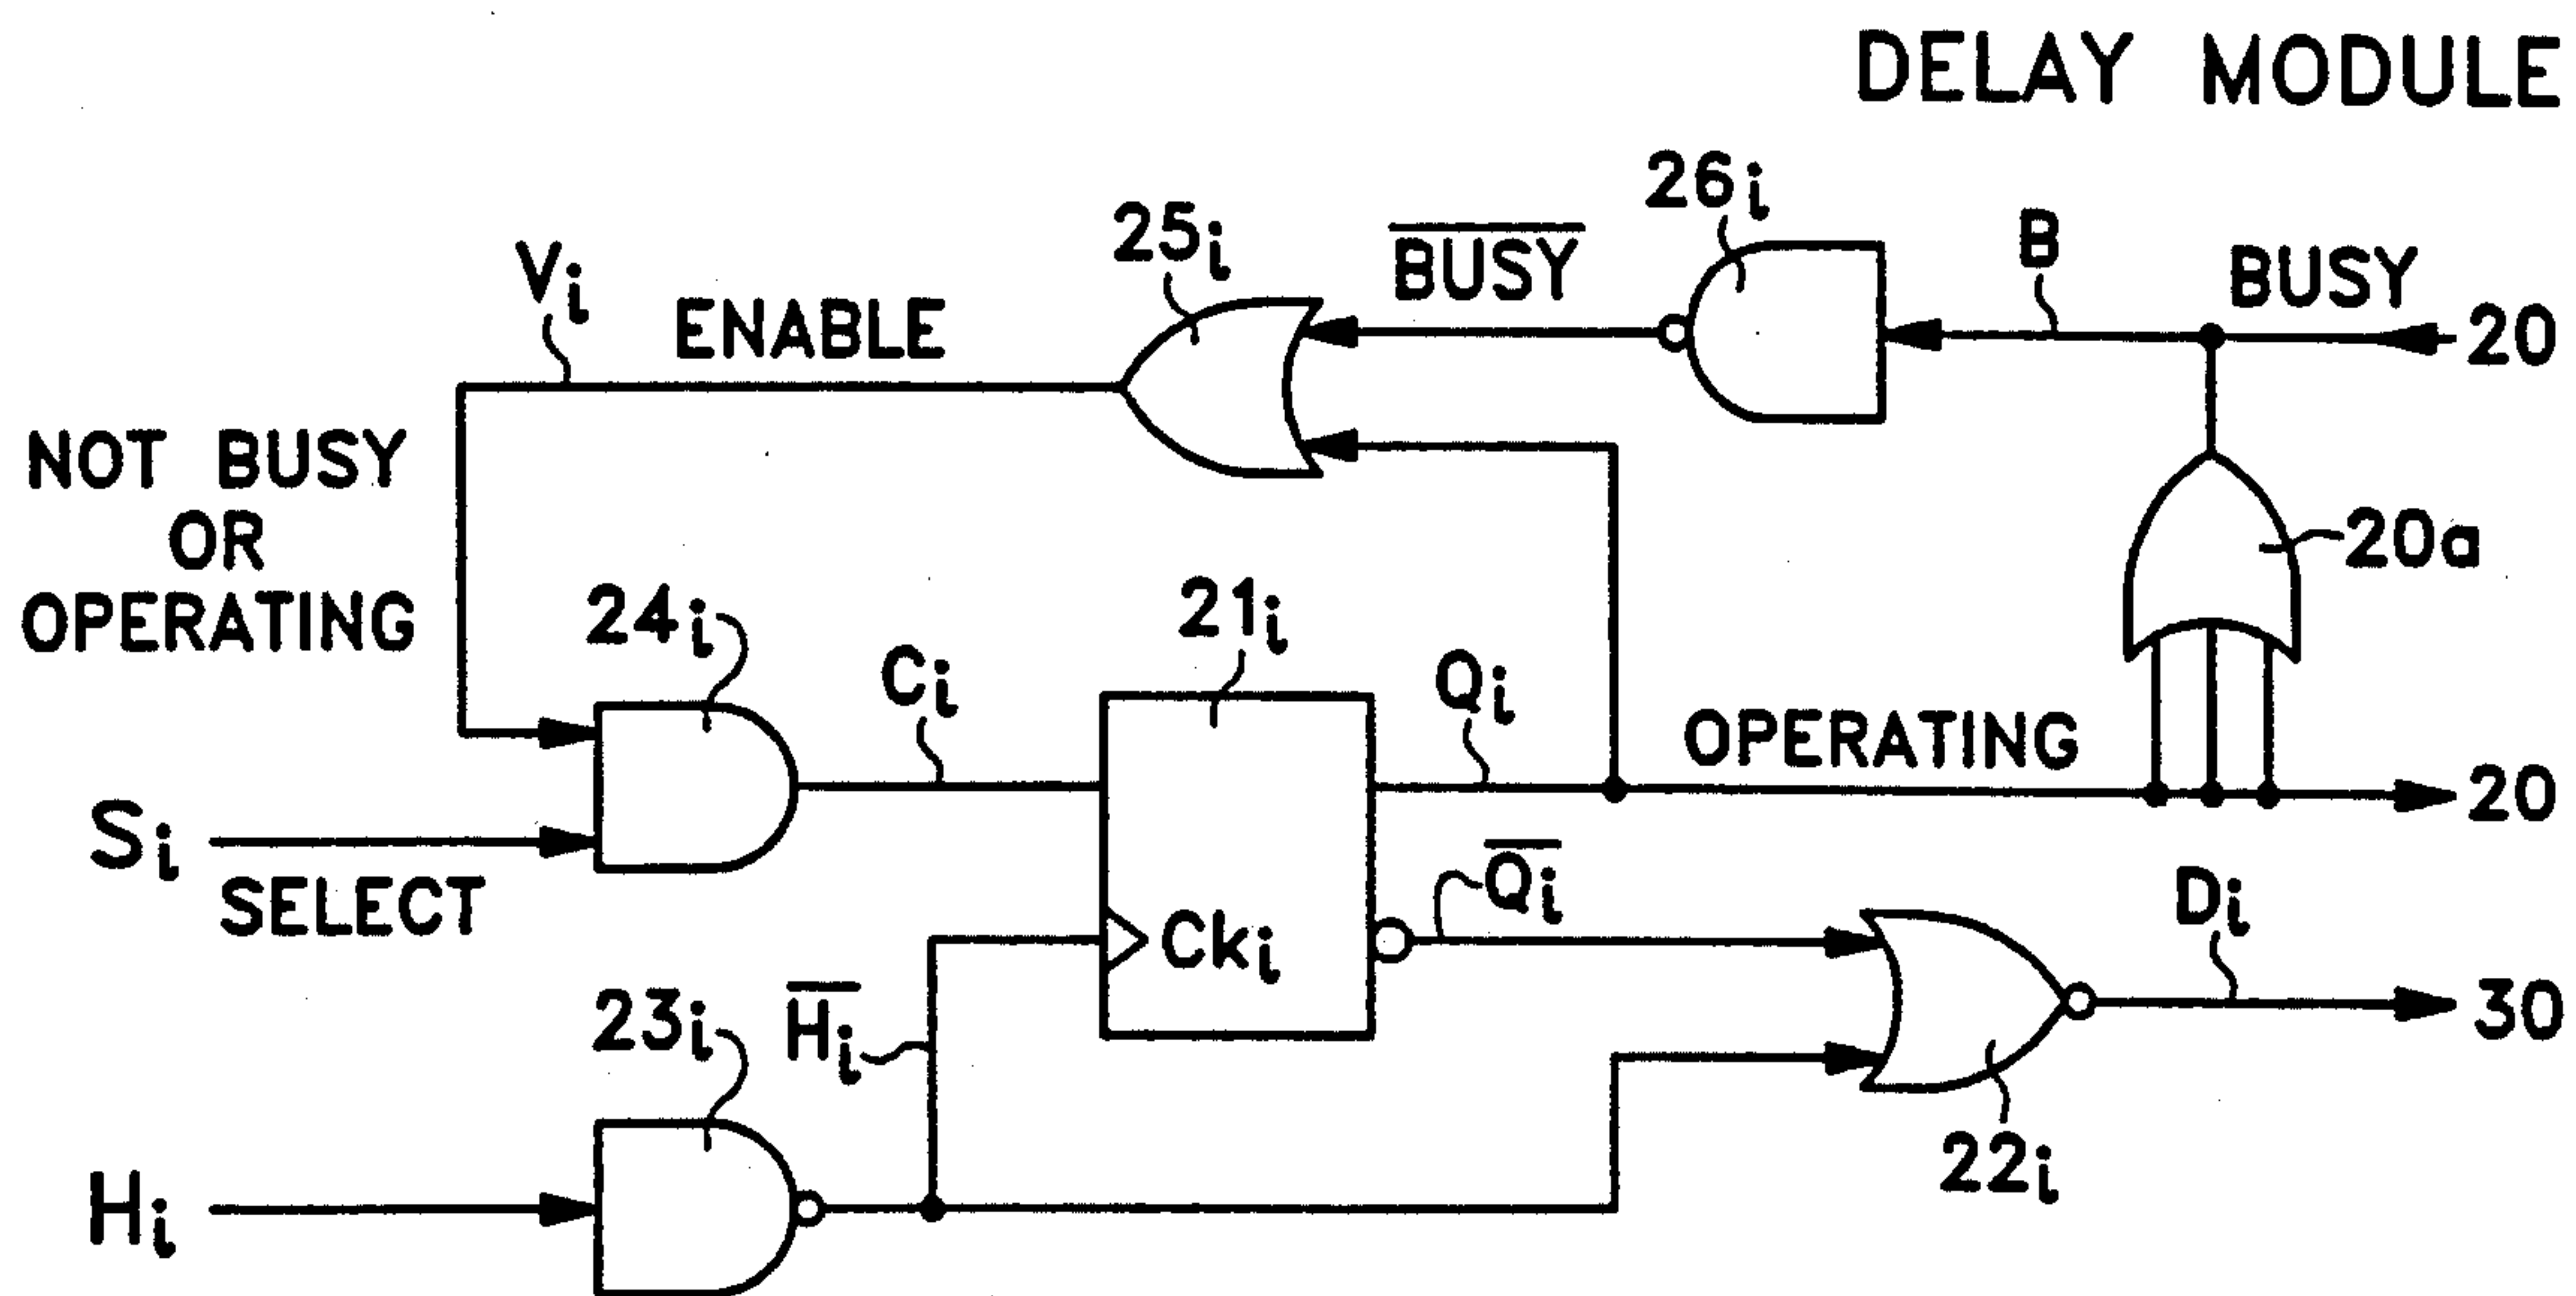 DELAY MODULE
26i
25i
BUSY
B
BUSY
Vi
ENABLE
20
NOT BUSY
OR
OPERATING
20a
24i
21i
Ci
Qi
OPERATING
20
Si
SELECT
Qi
Di
Cki
23i
Hi
30
22i
Hi